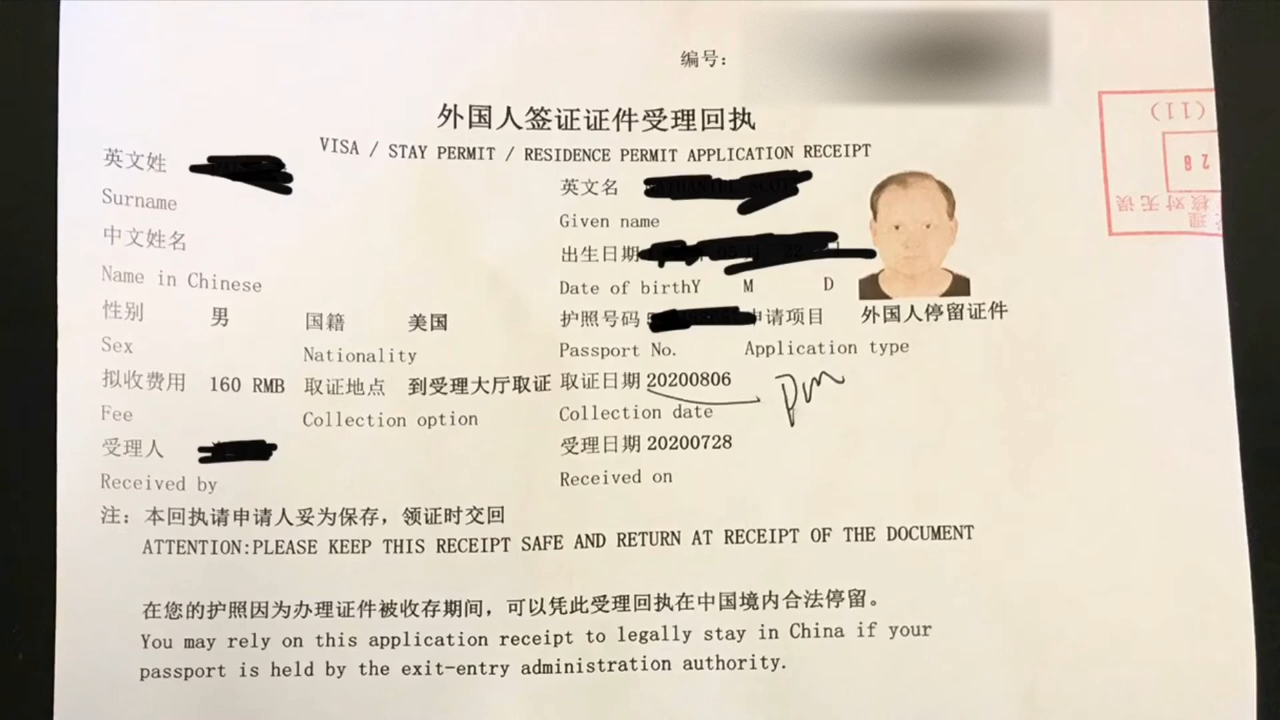 编号：
外国人签证证件受理回执
VISA / STAY PERMIT / RESIDENCE PERMIT APPLICATION RECEIPT
英文姓 英文名
Surname Given name
中文姓名 出生日期
Name in Chinese Date of birthY M D
性别 男 国籍 美国 护照号码 申请项目 外国人停留证件
Sex Nationality Passport No. Application type
拟收费用 160 RMB 取证地点 到受理大厅取证 取证日期 20200806 pm
Fee Collection option Collection date
受理人 受理日期 20200728
Received by Received on
注：本回执请申请人妥为保存，领证时交回
ATTENTION:PLEASE KEEP THIS RECEIPT SAFE AND RETURN AT RECEIPT OF THE DOCUMENT
在您的护照因为办理证件被收存期间，可以凭此受理回执在中国境内合法停留。
You may rely on this application receipt to legally stay in China if your
passport is held by the exit-entry administration authority.
(11)
核对无误